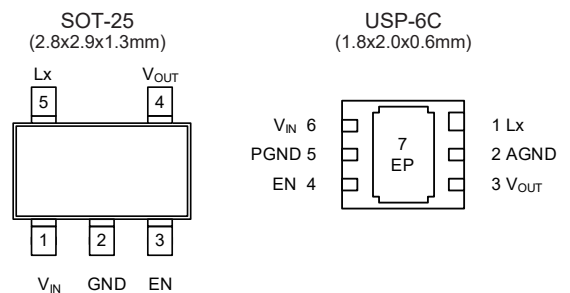 SOT-25
(2.8x2.9x1.3mm)
Lx VOUT
5 4
1 2 3
VIN GND EN
USP-6C
(1.8x2.0x0.6mm)
VIN 6
PGND 5
EN 4
7
EP
1 Lx
2 AGND
3 VOUT